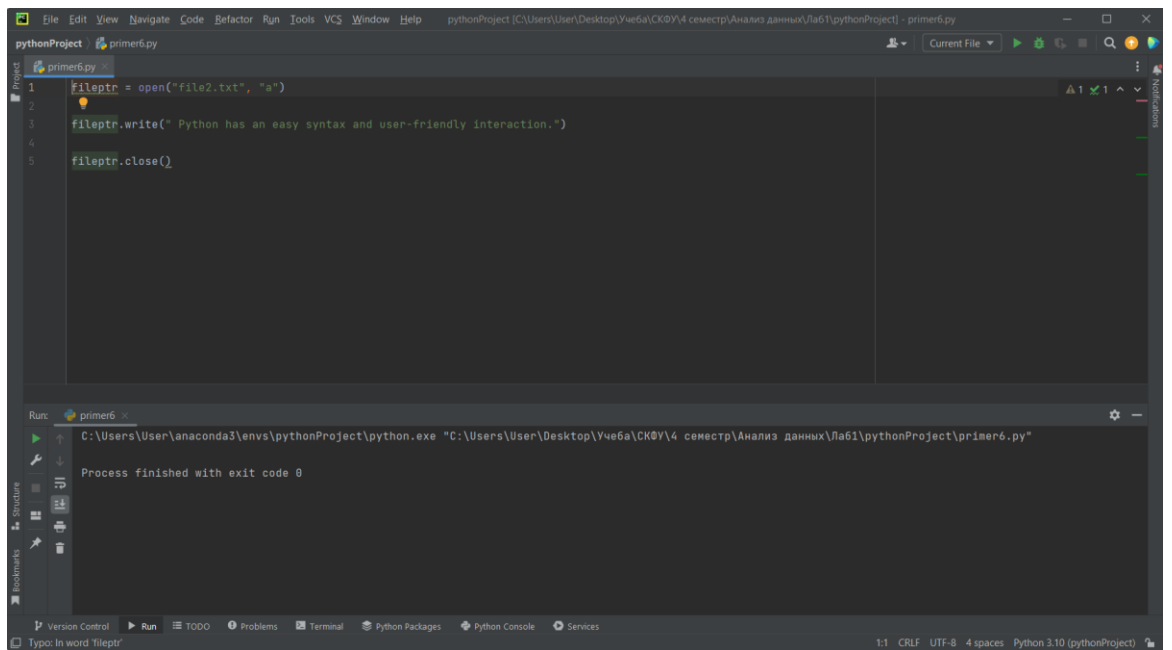 File Edit View Navigate Code Refactor Run Tools VCS Window Help pythonProject [C:\Users\User\Desktop\Учеба\СКФУ\4 семестр\Анализ данных\Лаб1\pythonProject] - primer6.py
pythonProject primer6.py Current File
Project
primer6.py
1 fileptr = open("file2.txt", "a") 1 1
2
3 fileptr.write(" Python has an easy syntax and user-friendly interaction.")
4
5 fileptr.close()
Notifications
Run: primer6
C:\Users\User\anaconda3\envs\pythonProject\python.exe "C:\Users\User\Desktop\Учеба\СКФУ\4 семестр\Анализ данных\Лаб1\pythonProject\primer6.py"
Process finished with exit code 0
Structure
Bookmarks
Version Control Run TODO Problems Terminal Python Packages Python Console Services
Typo: In word 'fileptr' 1:1 CRLF UTF-8 4 spaces Python 3.10 (pythonProject)